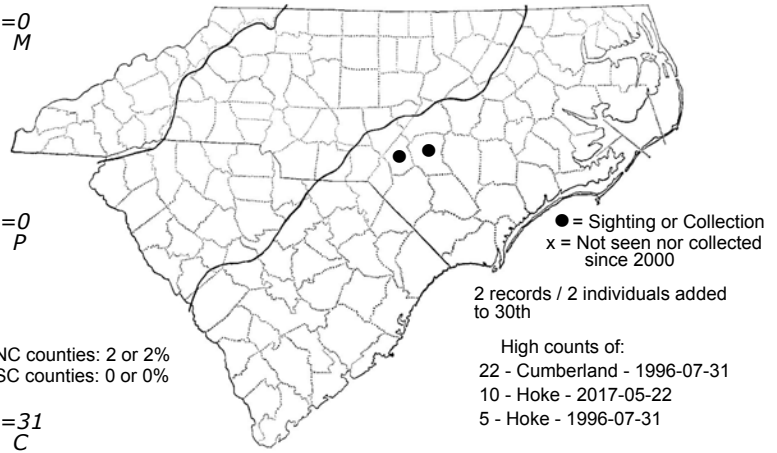 =0
M
=0
P
● = Sighting or Collection
x = Not seen nor collected
since 2000
2 records / 2 individuals added
to 30th
NC counties: 2 or 2%
SC counties: 0 or 0%
High counts of:
22 - Cumberland - 1996-07-31
10 - Hoke - 2017-05-22
5 - Hoke - 1996-07-31
=31
C